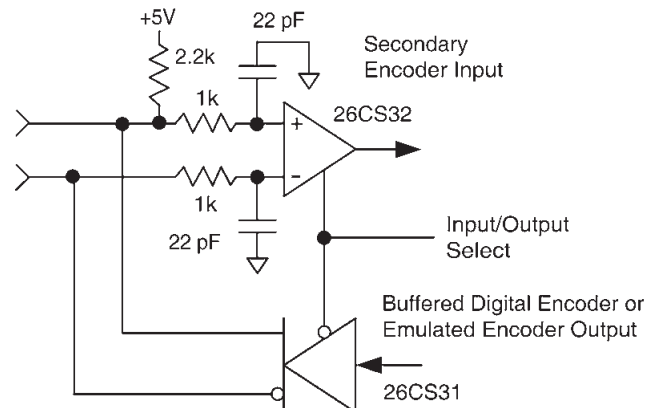 +5V
22 pF
2.2k
Secondary
Encoder Input
1k
26CS32
+
-
1k
22 pF
Input/Output
Select
Buffered Digital Encoder or
Emulated Encoder Output
26CS31